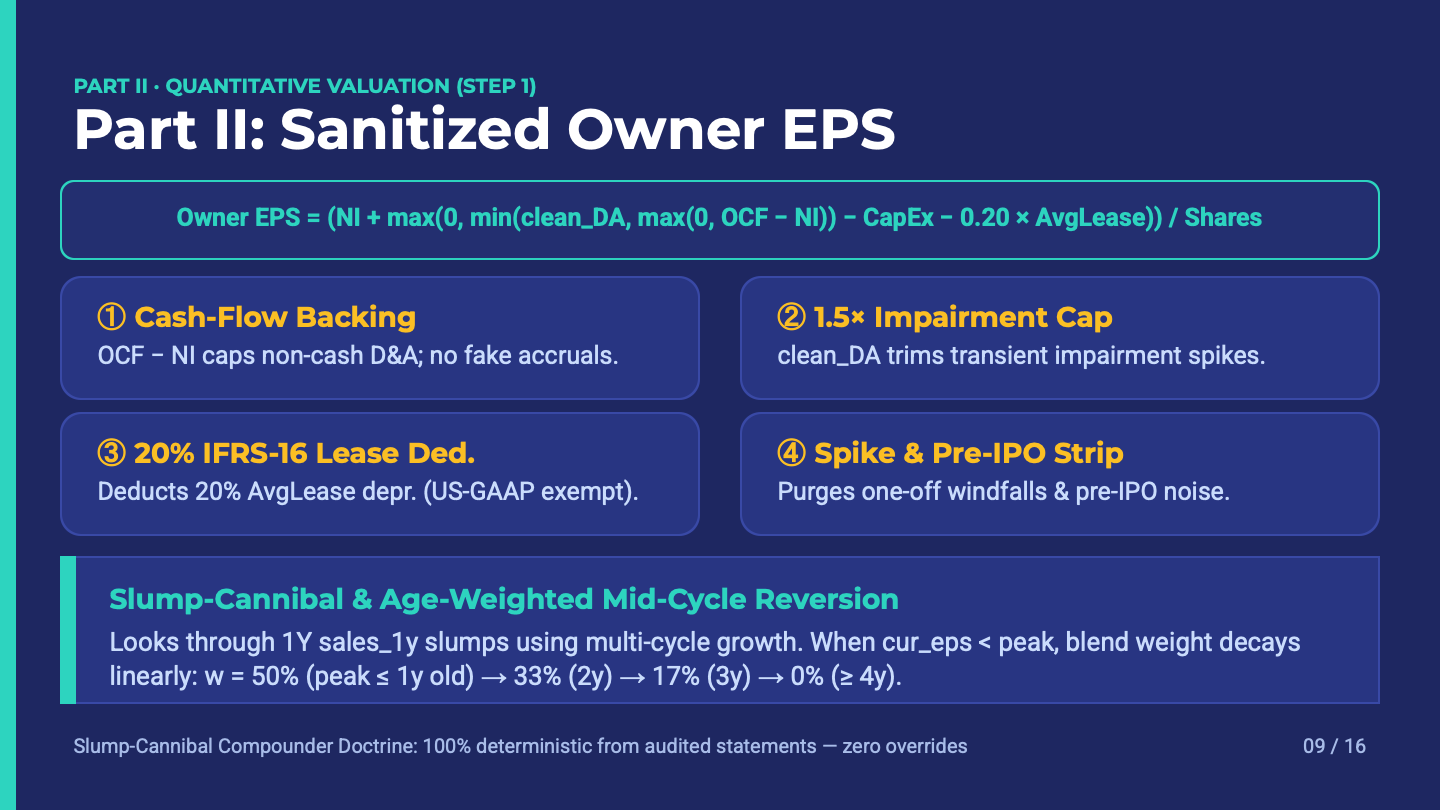 PART II · QUANTITATIVE VALUATION (STEP 1)
Part II: Sanitized Owner EPS
Owner EPS = (NI + max(0, min(clean_DA, max(0, OCF − NI)) − CapEx − 0.20 × AvgLease)) / Shares
① Cash-Flow Backing
OCF − NI caps non-cash D&A; no fake accruals.
② 1.5× Impairment Cap
clean_DA trims transient impairment spikes.
③ 20% IFRS-16 Lease Ded.
Deducts 20% AvgLease depr. (US-GAAP exempt).
④ Spike & Pre-IPO Strip
Purges one-off windfalls & pre-IPO noise.
Slump-Cannibal & Age-Weighted Mid-Cycle Reversion
Looks through 1Y sales_1y slumps using multi-cycle growth. When cur_eps < peak, blend weight decays
linearly: w = 50% (peak ≤ 1y old) → 33% (2y) → 17% (3y) → 0% (≥ 4y).
Slump-Cannibal Compounder Doctrine: 100% deterministic from audited statements — zero overrides
09 / 16